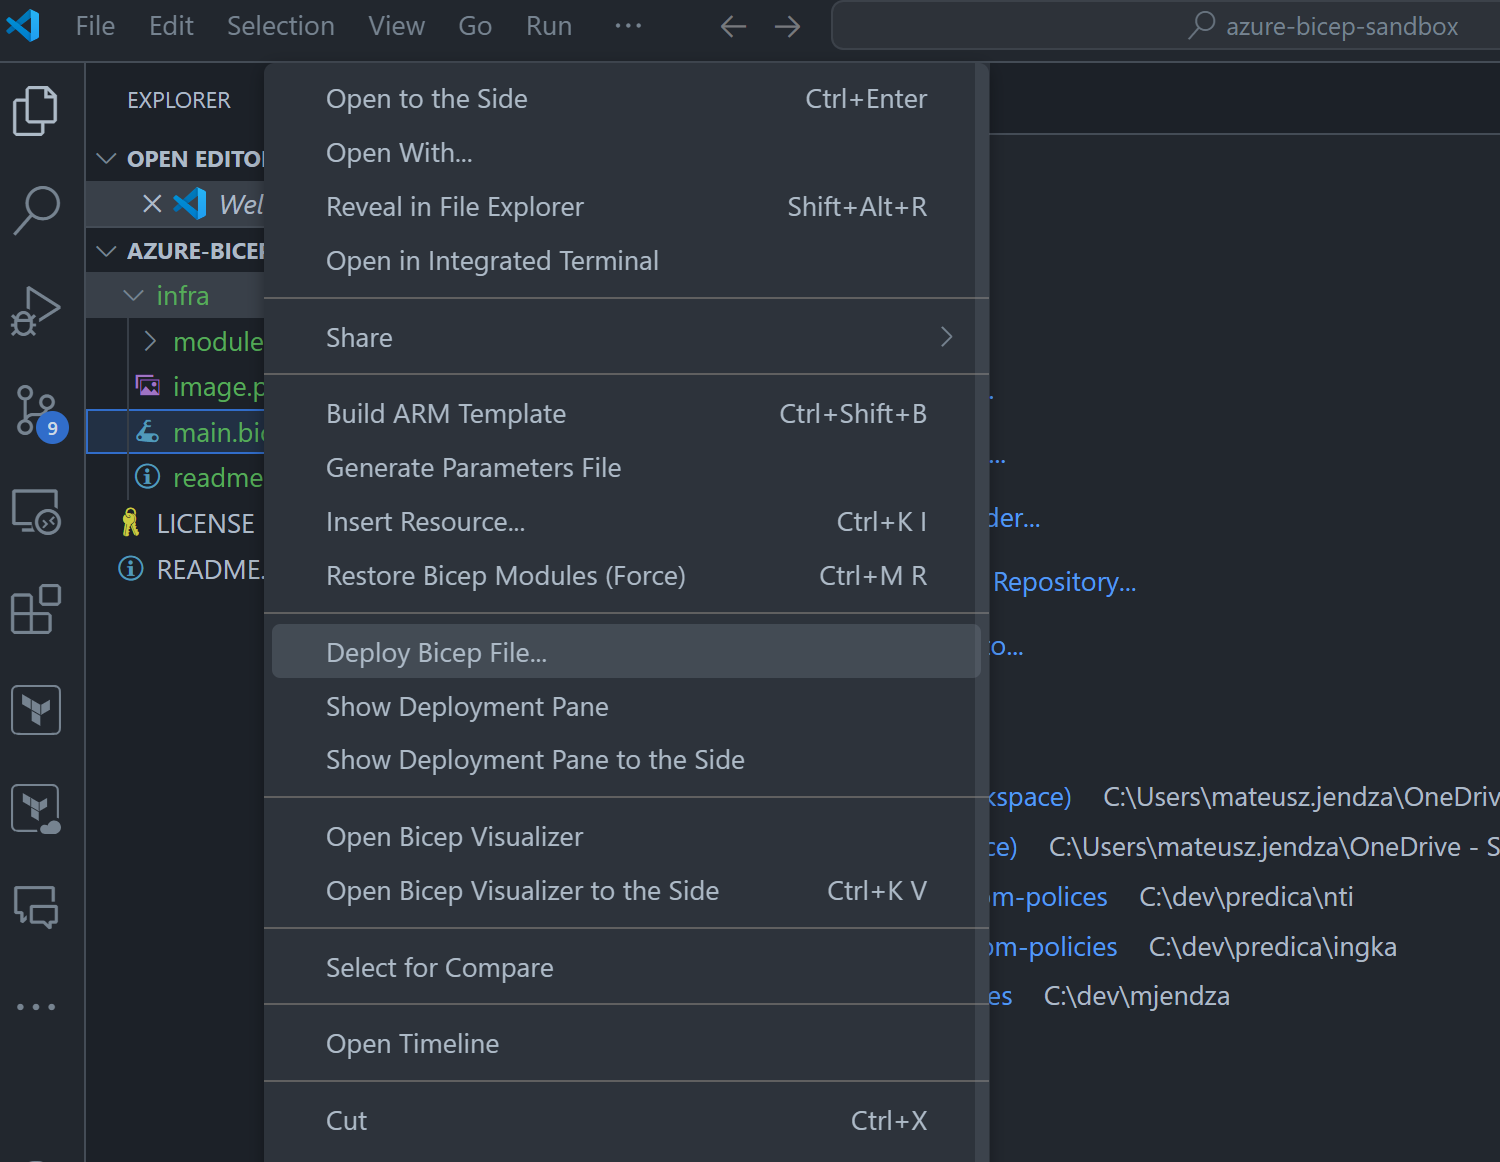 File Edit Selection View Go Run ... azure-bicep-sandbox
EXPLORER
OPEN EDITO
Wel
AZURE-BICEP
infra
module
image.p
main.bic
readme
LICENSE
README.
9
Open to the Side Ctrl+Enter
Open With...
Reveal in File Explorer Shift+Alt+R
Open in Integrated Terminal
Share
Build ARM Template Ctrl+Shift+B
Generate Parameters File
Insert Resource... Ctrl+K I
Restore Bicep Modules (Force) Ctrl+M R
Deploy Bicep File...
Show Deployment Pane
Show Deployment Pane to the Side
Open Bicep Visualizer
Open Bicep Visualizer to the Side Ctrl+K V
Select for Compare
Open Timeline
Cut Ctrl+X
...
der...
Repository...
to...
kspace) C:\Users\mateusz.jendza\OneDriv
ce) C:\Users\mateusz.jendza\OneDrive - S
om-polices C:\dev\predica\nti
om-policies C:\dev\predica\ingka
es C:\dev\mjendza